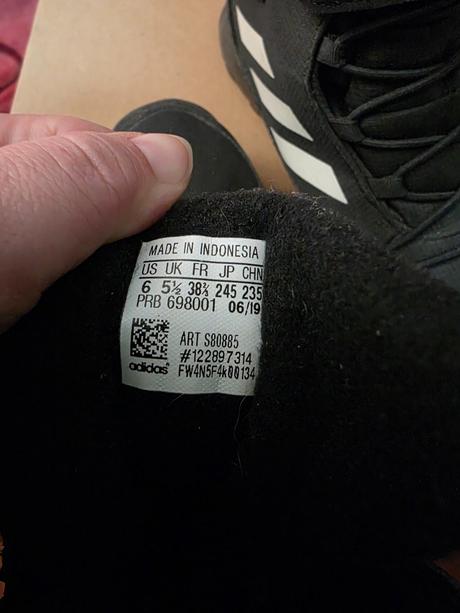 MADE IN INDONESIA
US UK FR JP CHN
6 5½ 38⅔ 245 235
PRB 698001 06/19
ART S80885
#122897314
adidas FW4N5F4k00134